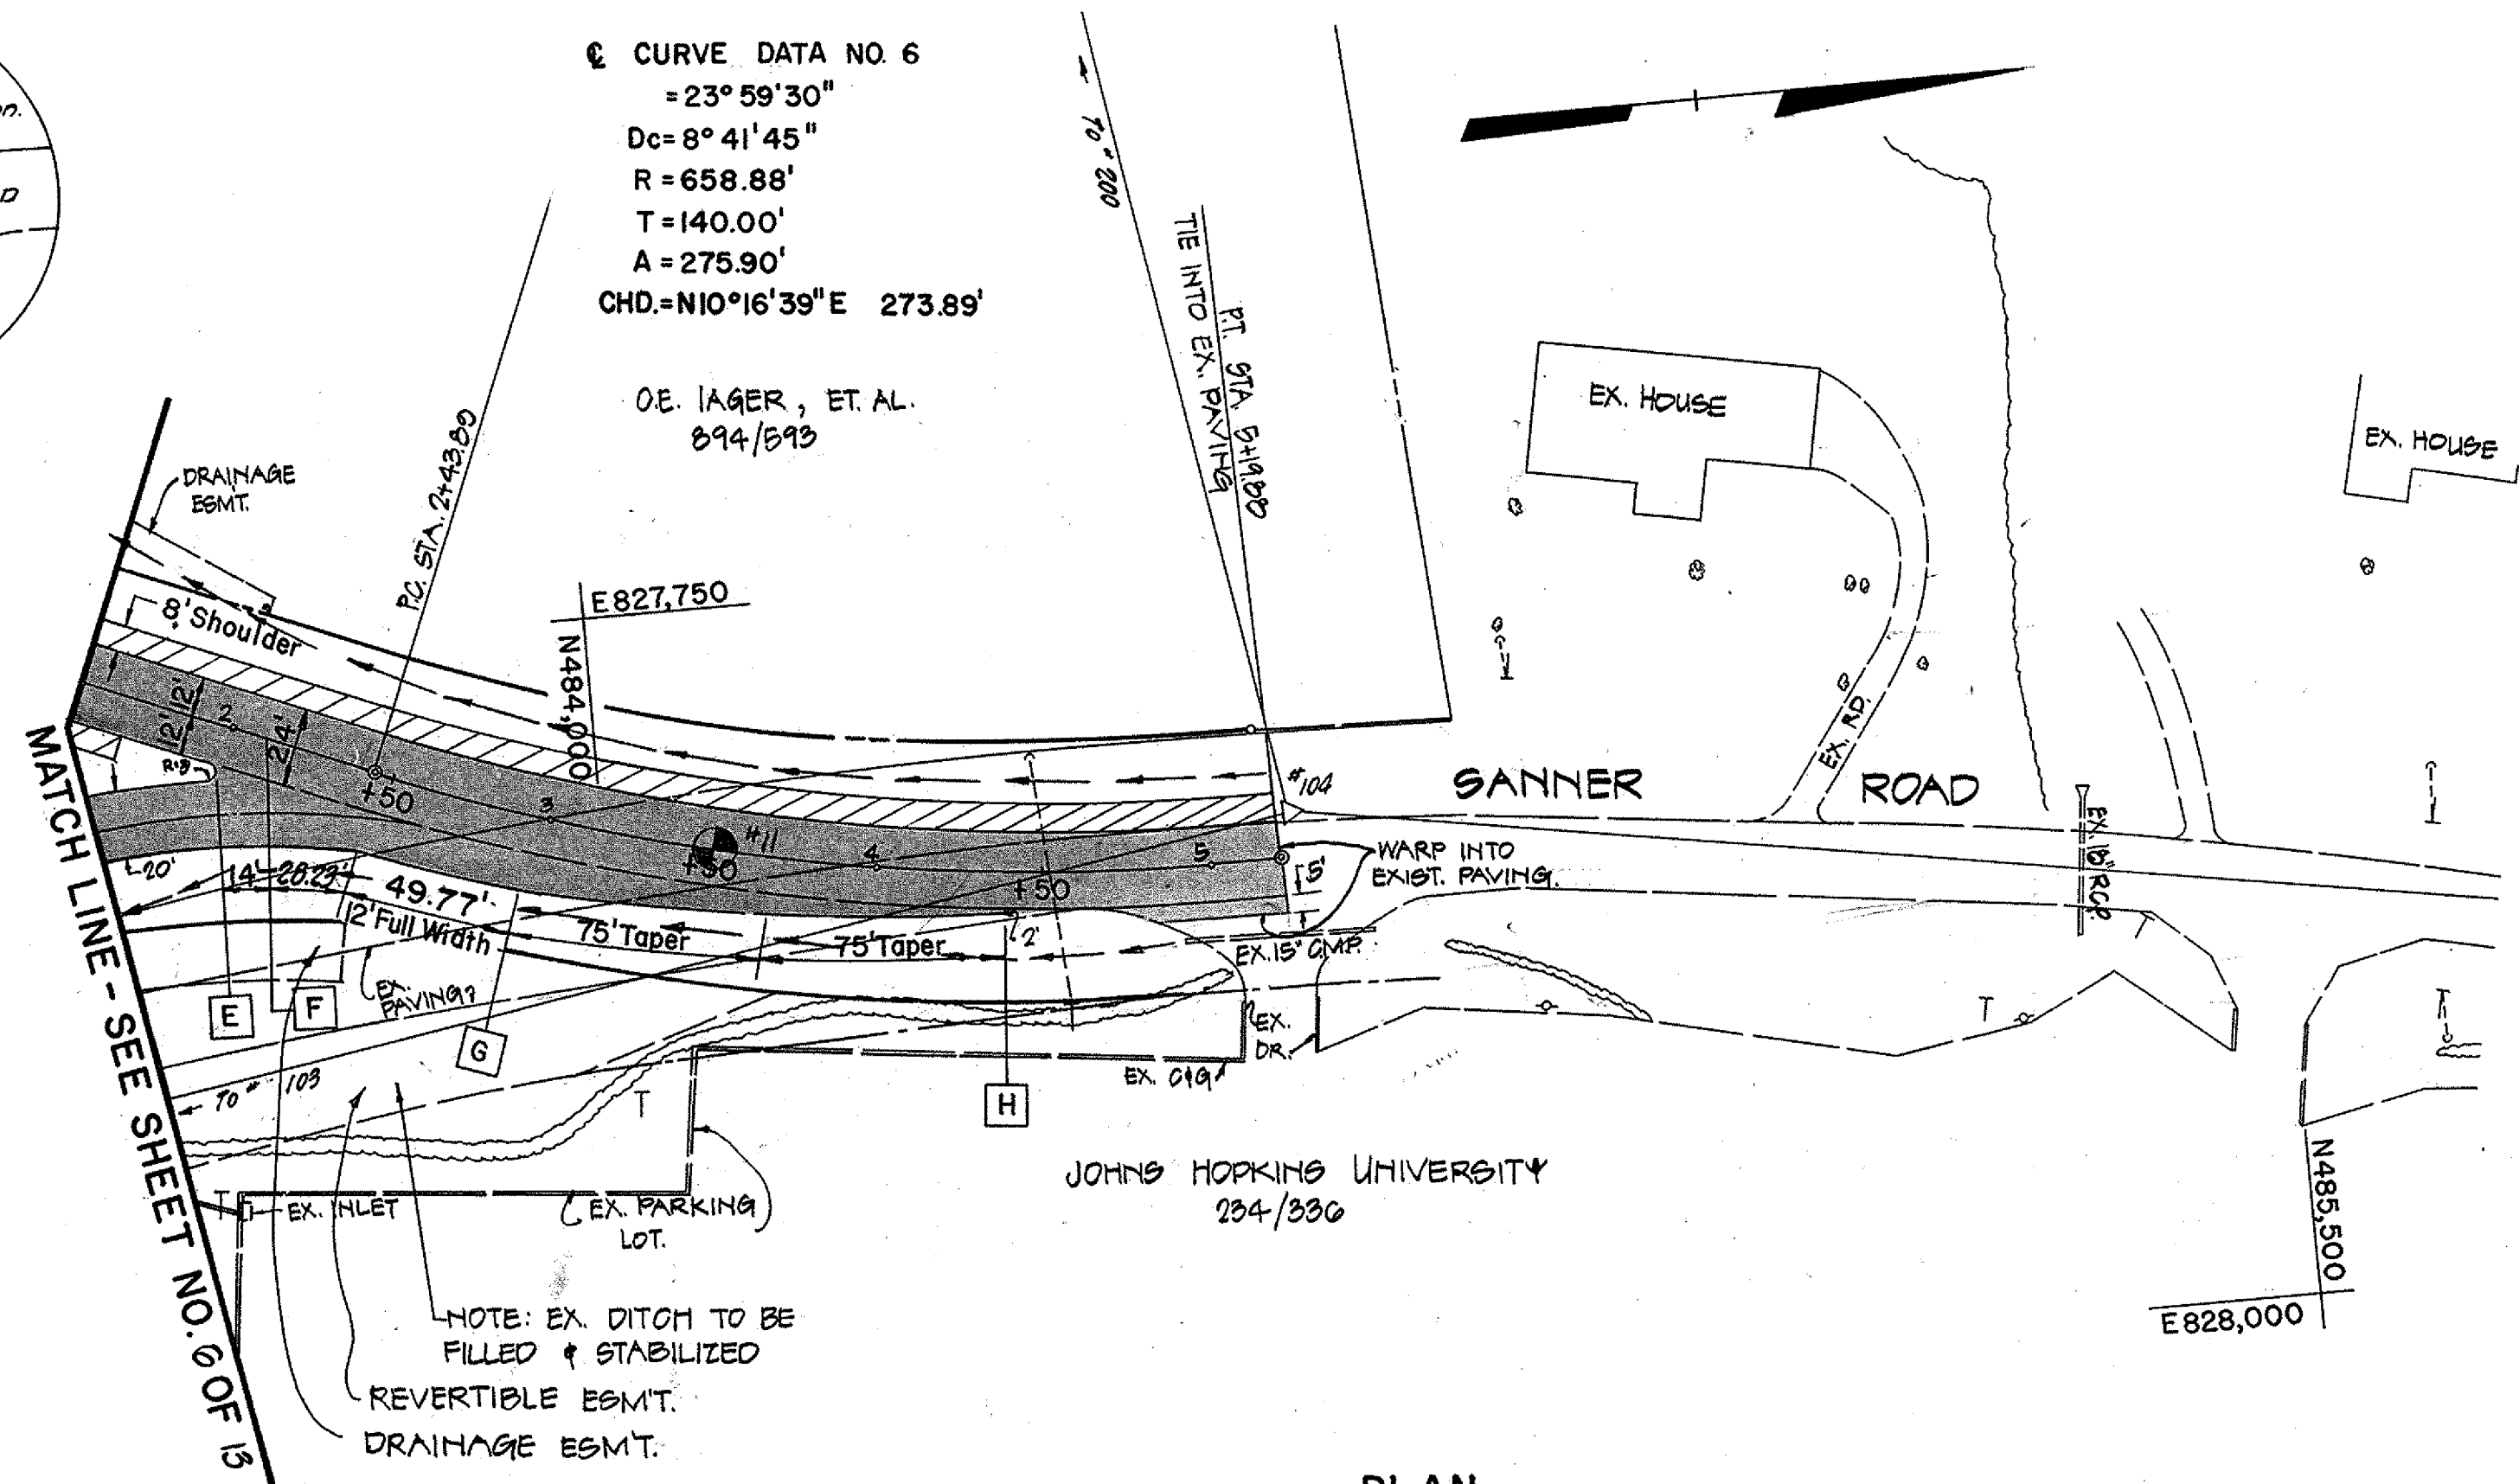 ℄ CURVE DATA NO. 6
=23°59'30"
Dc=8°41'45"
R=658.88'
T=140.00'
A=275.90'
CHD.=N10°16'39"E 273.89'
O.E. IAGER, ET. AL.
894/593
TO # 200
TIE INTO EX. PAVING
P.T. STA. 5+19.80
EX. HOUSE
EX. HOUSE
DRAINAGE
ESMT.
P.C. STA. 2+43.89
E827,750
N484,000
8' Shoulder
12'
12'
24'
2
+50
3
#11
+50
4
+50
5
#104
SANNER ROAD
EX. RD.
EX. 18" RCP.
WARP INTO
EXIST. PAVING.
5'
20'
14'
28.23'
49.77'
12' Full Width
75' Taper
75' Taper
2'
EX. 15" CMP.
EX.
PAVING
E
F
G
H
EX.
DR.
EX. C&G
TO # 103
T
T
T
T
EX. INLET
EX. PARKING
LOT.
JOHNS HOPKINS UNIVERSITY
234/336
N485,500
E828,000
NOTE: EX. DITCH TO BE
FILLED & STABILIZED
REVERTIBLE ESM'T.
DRAINAGE ESM'T.
MATCH LINE - SEE SHEET NO. 6 OF 13
PLAN